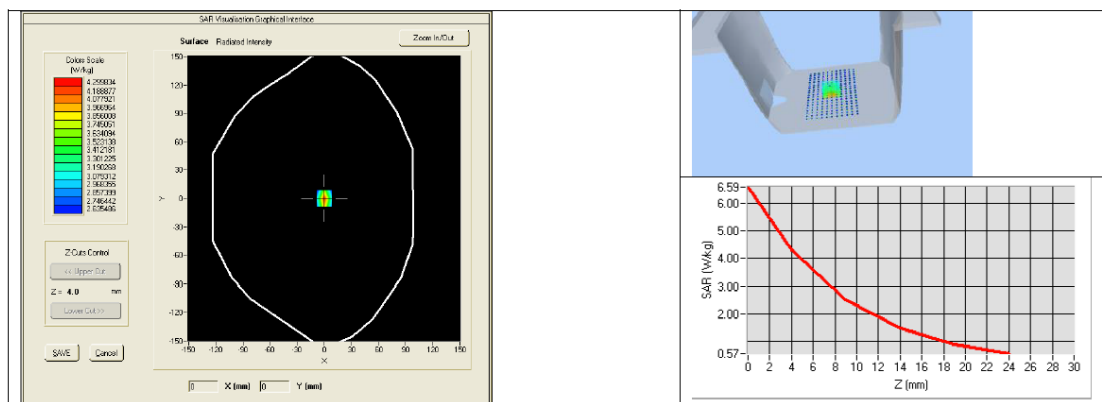 SAR Visualisation Graphical Interface
Surface Radiated Intensity
Zoom In/Out
Colors Scale
(W/kg)
4.299834
4.188877
4.077921
3.966964
3.856008
3.745051
3.634094
3.523138
3.412181
3.301225
3.190268
3.079312
2.968355
2.857399
2.746442
2.635486
Z-Cuts Control
<< Upper Cut
Z = 4.0 mm
Lower Cut >>
SAVE Cancel
150
120
90
60
30
0
-30
-60
-90
-120
-150
Y
-150 -120 -90 -60 -30 0 30 60 90 120 150
X
0 X (mm) 0 Y (mm)
6.59
6.00
5.00
4.00
3.00
2.00
0.57
SAR (W/kg)
0 2 4 6 8 10 12 14 16 18 20 22 24 26 28 30
Z (mm)